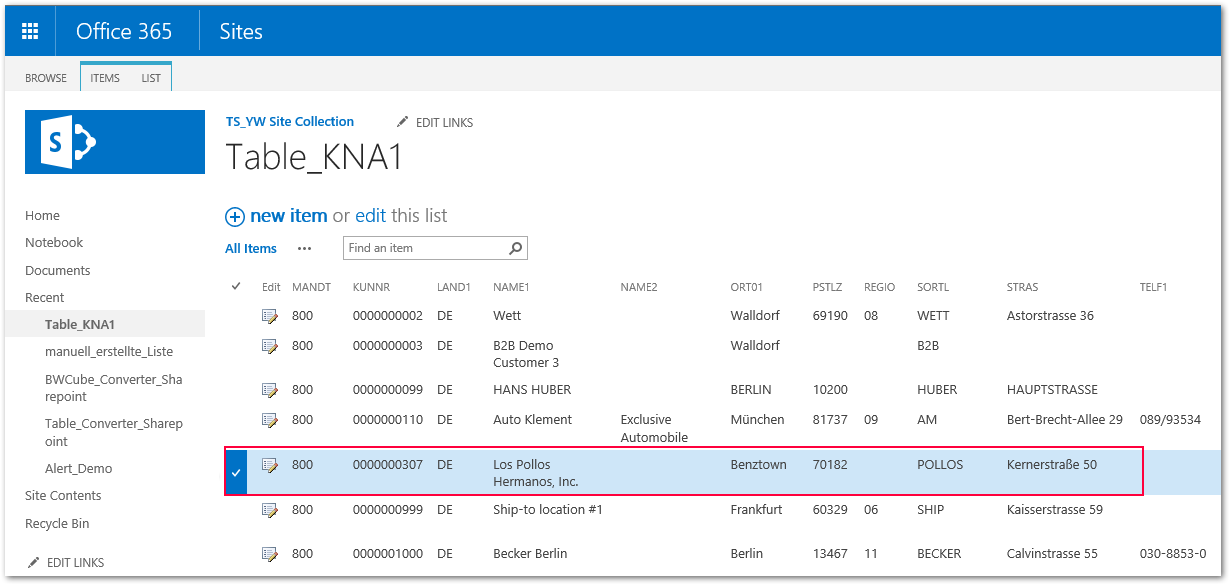 Office 365 Sites
BROWSE ITEMS LIST
S
TS_YW Site Collection EDIT LINKS
Table_KNA1
Home
Notebook
Documents
Recent
Table_KNA1
manuell_erstellte_Liste
BWCube_Converter_Sha
repoint
Table_Converter_Sharep
oint
Alert_Demo
Site Contents
Recycle Bin
EDIT LINKS
new item or edit this list
All Items ... Find an item
Edit MANDT KUNNR LAND1 NAME1 NAME2 ORT01 PSTLZ REGIO SORTL STRAS TELF1
800 0000000002 DE Wett Walldorf 69190 08 WETT Astorstrasse 36
800 0000000003 DE B2B Demo Walldorf B2B
Customer 3
800 0000000099 DE HANS HUBER BERLIN 10200 HUBER HAUPTSTRASSE
800 0000000110 DE Auto Klement Exclusive München 81737 09 AM Bert-Brecht-Allee 29 089/93534
Automobile
800 0000000307 DE Los Pollos Benztown 70182 POLLOS Kernerstraße 50
Hermanos, Inc.
800 0000000999 DE Ship-to location #1 Frankfurt 60329 06 SHIP Kaisserstrasse 59
800 0000001000 DE Becker Berlin Berlin 13467 11 BECKER Calvinstrasse 55 030-8853-0